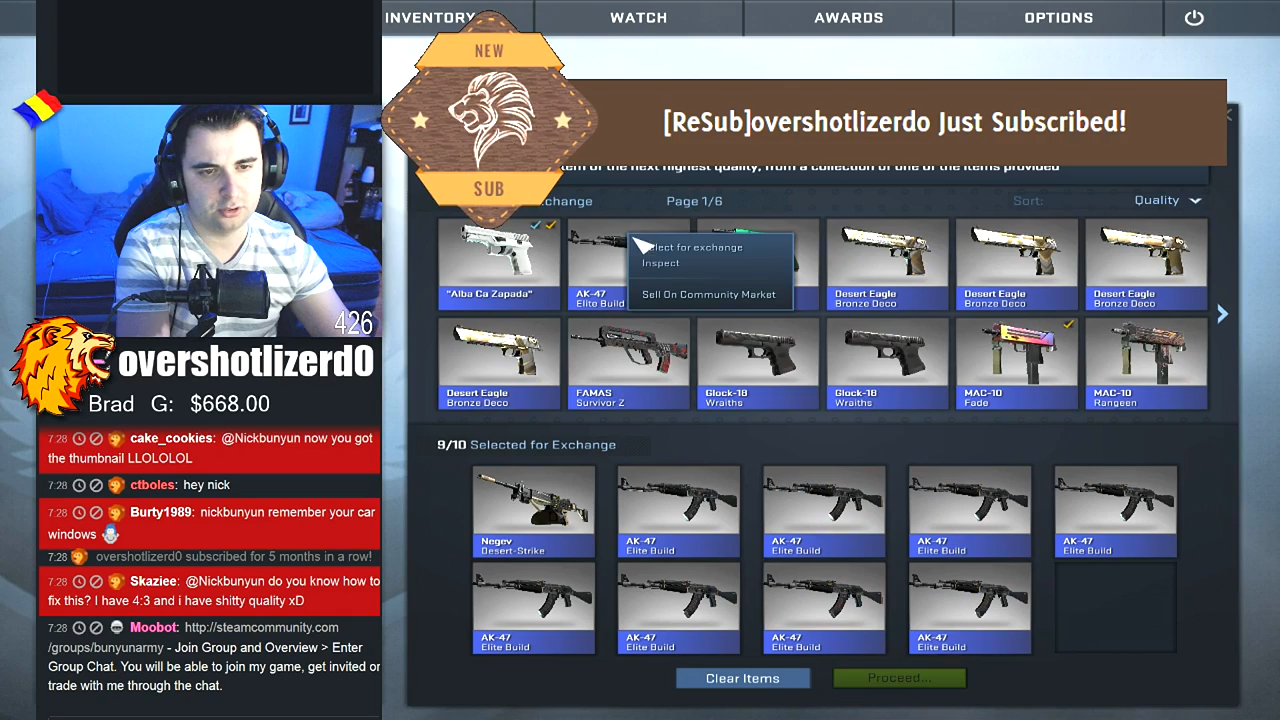 INVENTORY
WATCH
AWARDS
OPTIONS
NEW
SUB
[ReSub]overshotlizerdo Just Subscribed!
tem of the next highest quality, from a collection of one of the items provided
change
Page 1/6
Sort:
Quality
"Alba Ca Zapada"
AK-47
Elite Build
Select for exchange
Inspect
Sell On Community Market
Desert Eagle
Bronze Deco
Desert Eagle
Bronze Deco
Desert Eagle
Bronze Deco
Desert Eagle
Bronze Deco
FAMAS
Survivor Z
Glock-18
Wraiths
Glock-18
Wraiths
MAC-10
Fade
MAC-10
Rangeen
9/10 Selected for Exchange
Negev
Desert-Strike
AK-47
Elite Build
AK-47
Elite Build
AK-47
Elite Build
AK-47
Elite Build
AK-47
Elite Build
AK-47
Elite Build
AK-47
Elite Build
AK-47
Elite Build
Clear Items
Proceed...
426
overshotlizerd0
Brad G: $668.00
7:28 cake_cookies: @Nickbunyun now you got
the thumbnail LLOLOLOL
7:28 ctboles: hey nick
7:28 Burty1989: nickbunyun remember your car
windows
7:28 overshotlizerd0 subscribed for 5 months in a row!
7:28 Skaziee: @Nickbunyun do you know how to
fix this? I have 4:3 and i have shitty quality xD
7:28 Moobot: http://steamcommunity.com
/groups/bunyunarmy - Join Group and Overview > Enter
Group Chat. You will be able to join my game, get invited or
trade with me through the chat.